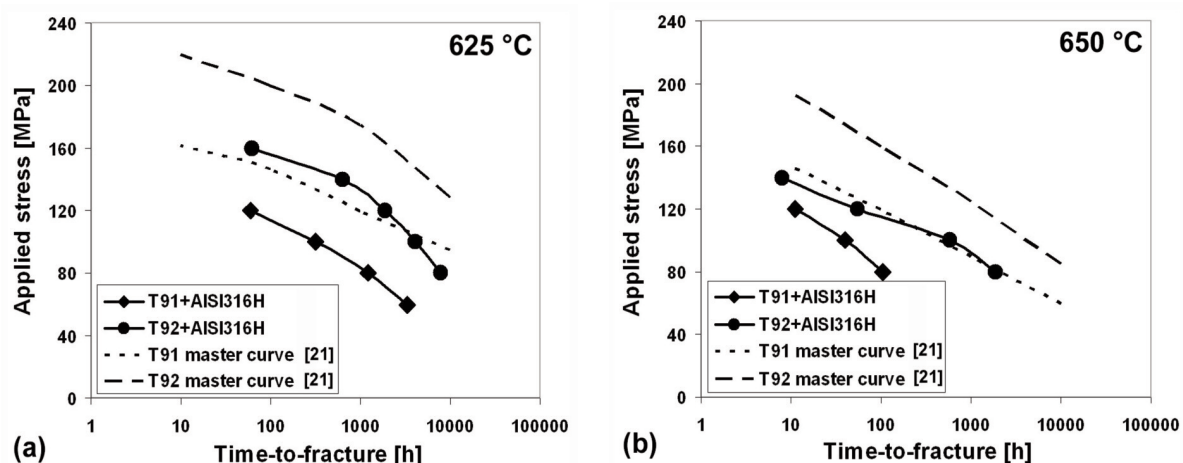 625 °C
Applied stress [MPa]
240
200
160
120
80
40
0
T91+AISI316H
T92+AISI316H
T91 master curve [21]
T92 master curve [21]
1 10 100 1000 10000 100000
(a)
Time-to-fracture [h]
650 °C
Applied stress [MPa]
240
200
160
120
80
40
0
T91+AISI316H
T92+AISI316H
T91 master curve [21]
T92 master curve [21]
1 10 100 1000 10000 100000
(b)
Time-to-fracture [h]